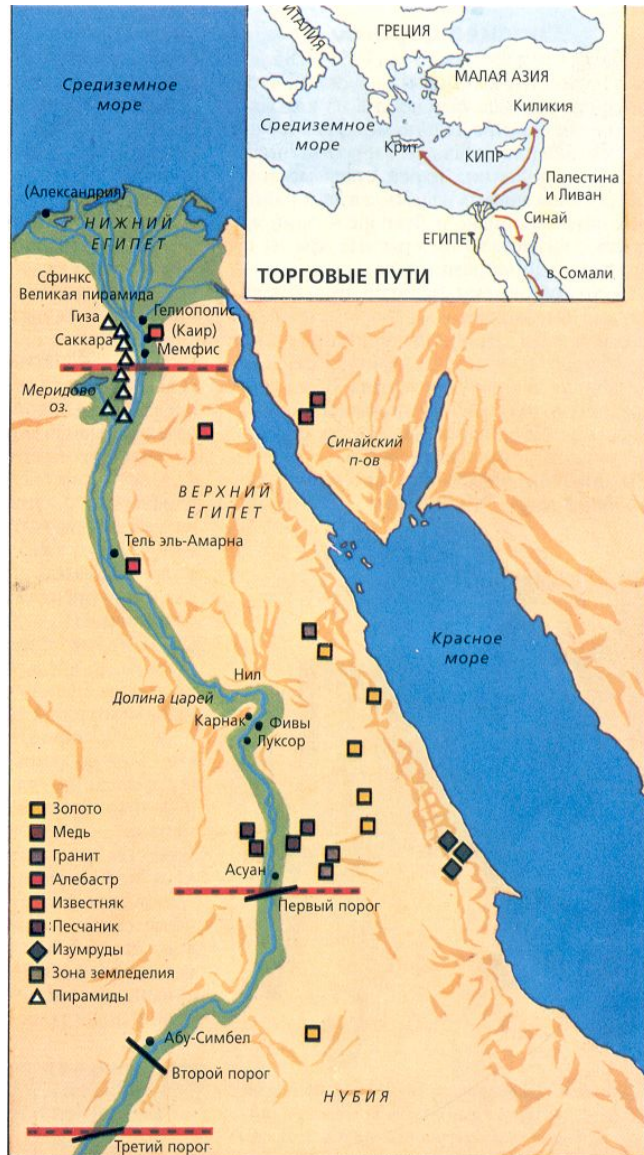 ИТАЛИЯ
ГРЕЦИЯ
МАЛАЯ АЗИЯ
Киликия
Средиземное
море
Крит
КИПР
Палестина
и Ливан
Синай
ЕГИПЕТ
в Сомали
ТОРГОВЫЕ ПУТИ
Средиземное
море
(Александрия)
НИЖНИЙ
ЕГИПЕТ
Сфинкс
Великая пирамида
Гиза
Гелиополис
(Каир)
Саккара
Мемфис
Меридово
оз.
Синайский
п-ов
ВЕРХНИЙ
ЕГИПЕТ
Тель эль-Амарна
Красное
море
Нил
Долина царей
Карнак
Фивы
Луксор
Золото
Медь
Гранит
Алебастр
Известняк
Песчаник
Изумруды
Зона земледелия
Пирамиды
Асуан
Первый порог
Абу-Симбел
Второй порог
НУБИЯ
Третий порог